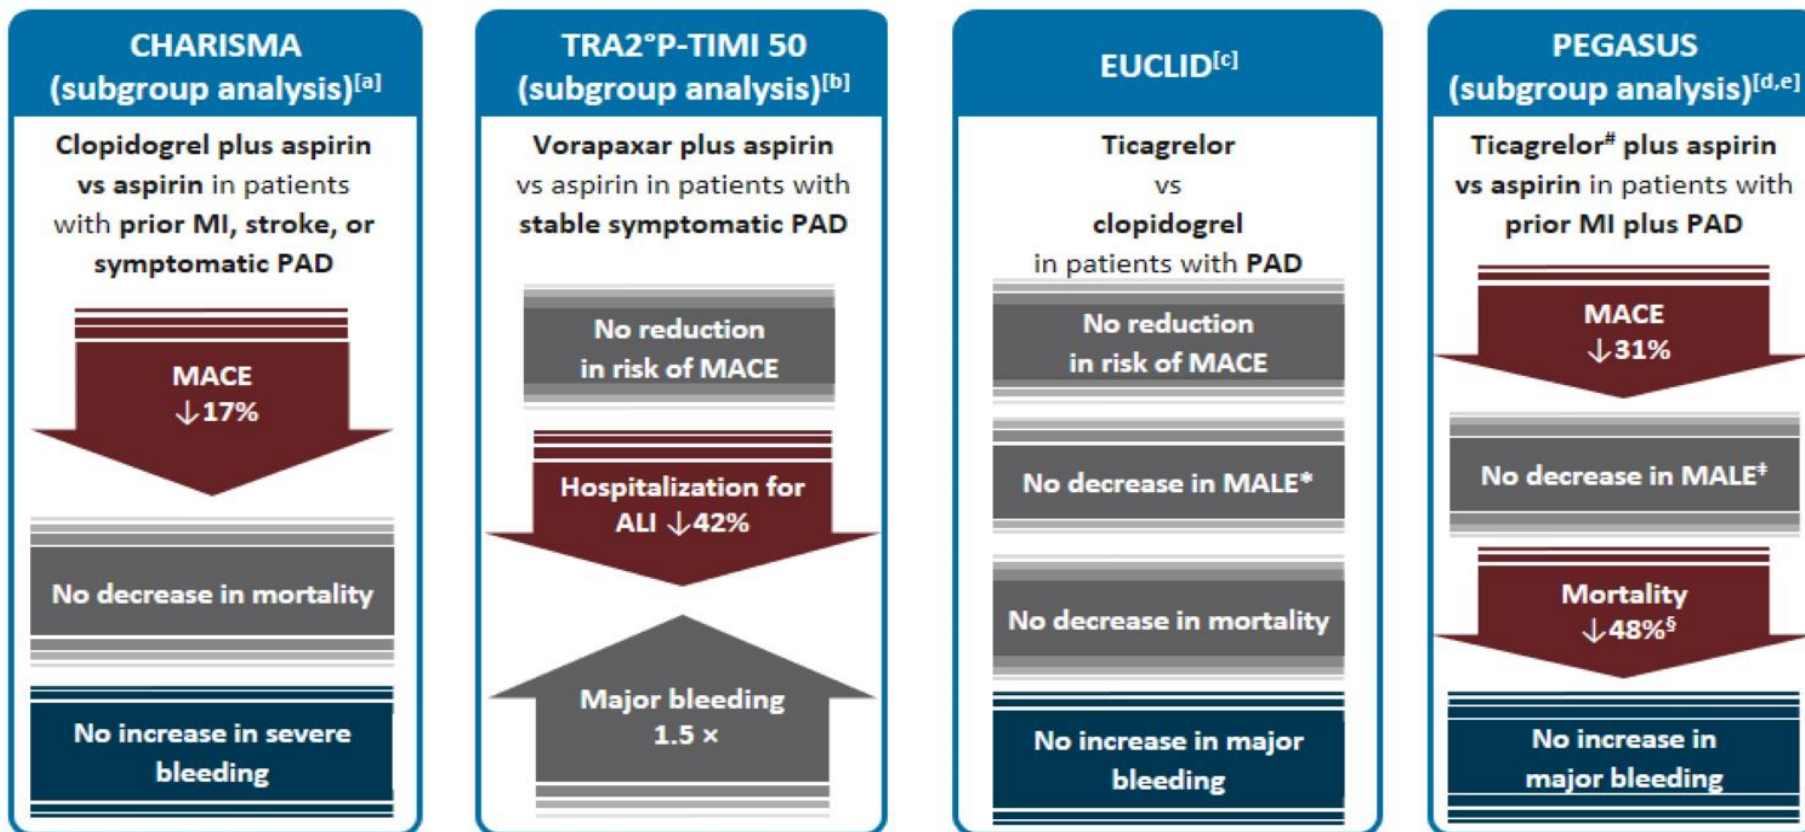 CHARISMA
(subgroup analysis)[a]
Clopidogrel plus aspirin
vs aspirin in patients
with prior MI, stroke, or
symptomatic PAD
MACE
↓17%
No decrease in mortality
No increase in severe
bleeding
TRA2°P-TIMI 50
(subgroup analysis)[b]
Vorapaxar plus aspirin
vs aspirin in patients with
stable symptomatic PAD
No reduction
in risk of MACE
Hospitalization for
ALI ↓42%
Major bleeding
1.5 ×
EUCLID[c]
Ticagrelor
vs
clopidogrel
in patients with PAD
No reduction
in risk of MACE
No decrease in MALE*
No decrease in mortality
No increase in major
bleeding
PEGASUS
(subgroup analysis)[d,e]
Ticagrelor# plus aspirin
vs aspirin in patients with
prior MI plus PAD
MACE
↓31%
No decrease in MALE‡
Mortality
↓48%§
No increase in
major bleeding